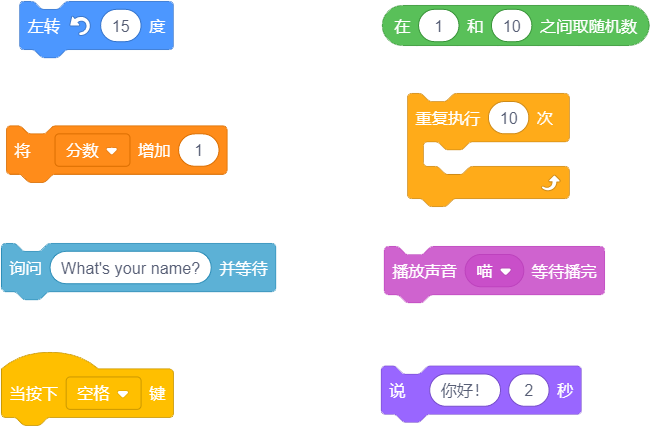 左转 15 度
在 1 和 10 之间取随机数
将 分数 增加 1
重复执行 10 次
询问 What's your name? 并等待
播放声音 喵 等待播完
当按下 空格 键
说 你好！ 2 秒